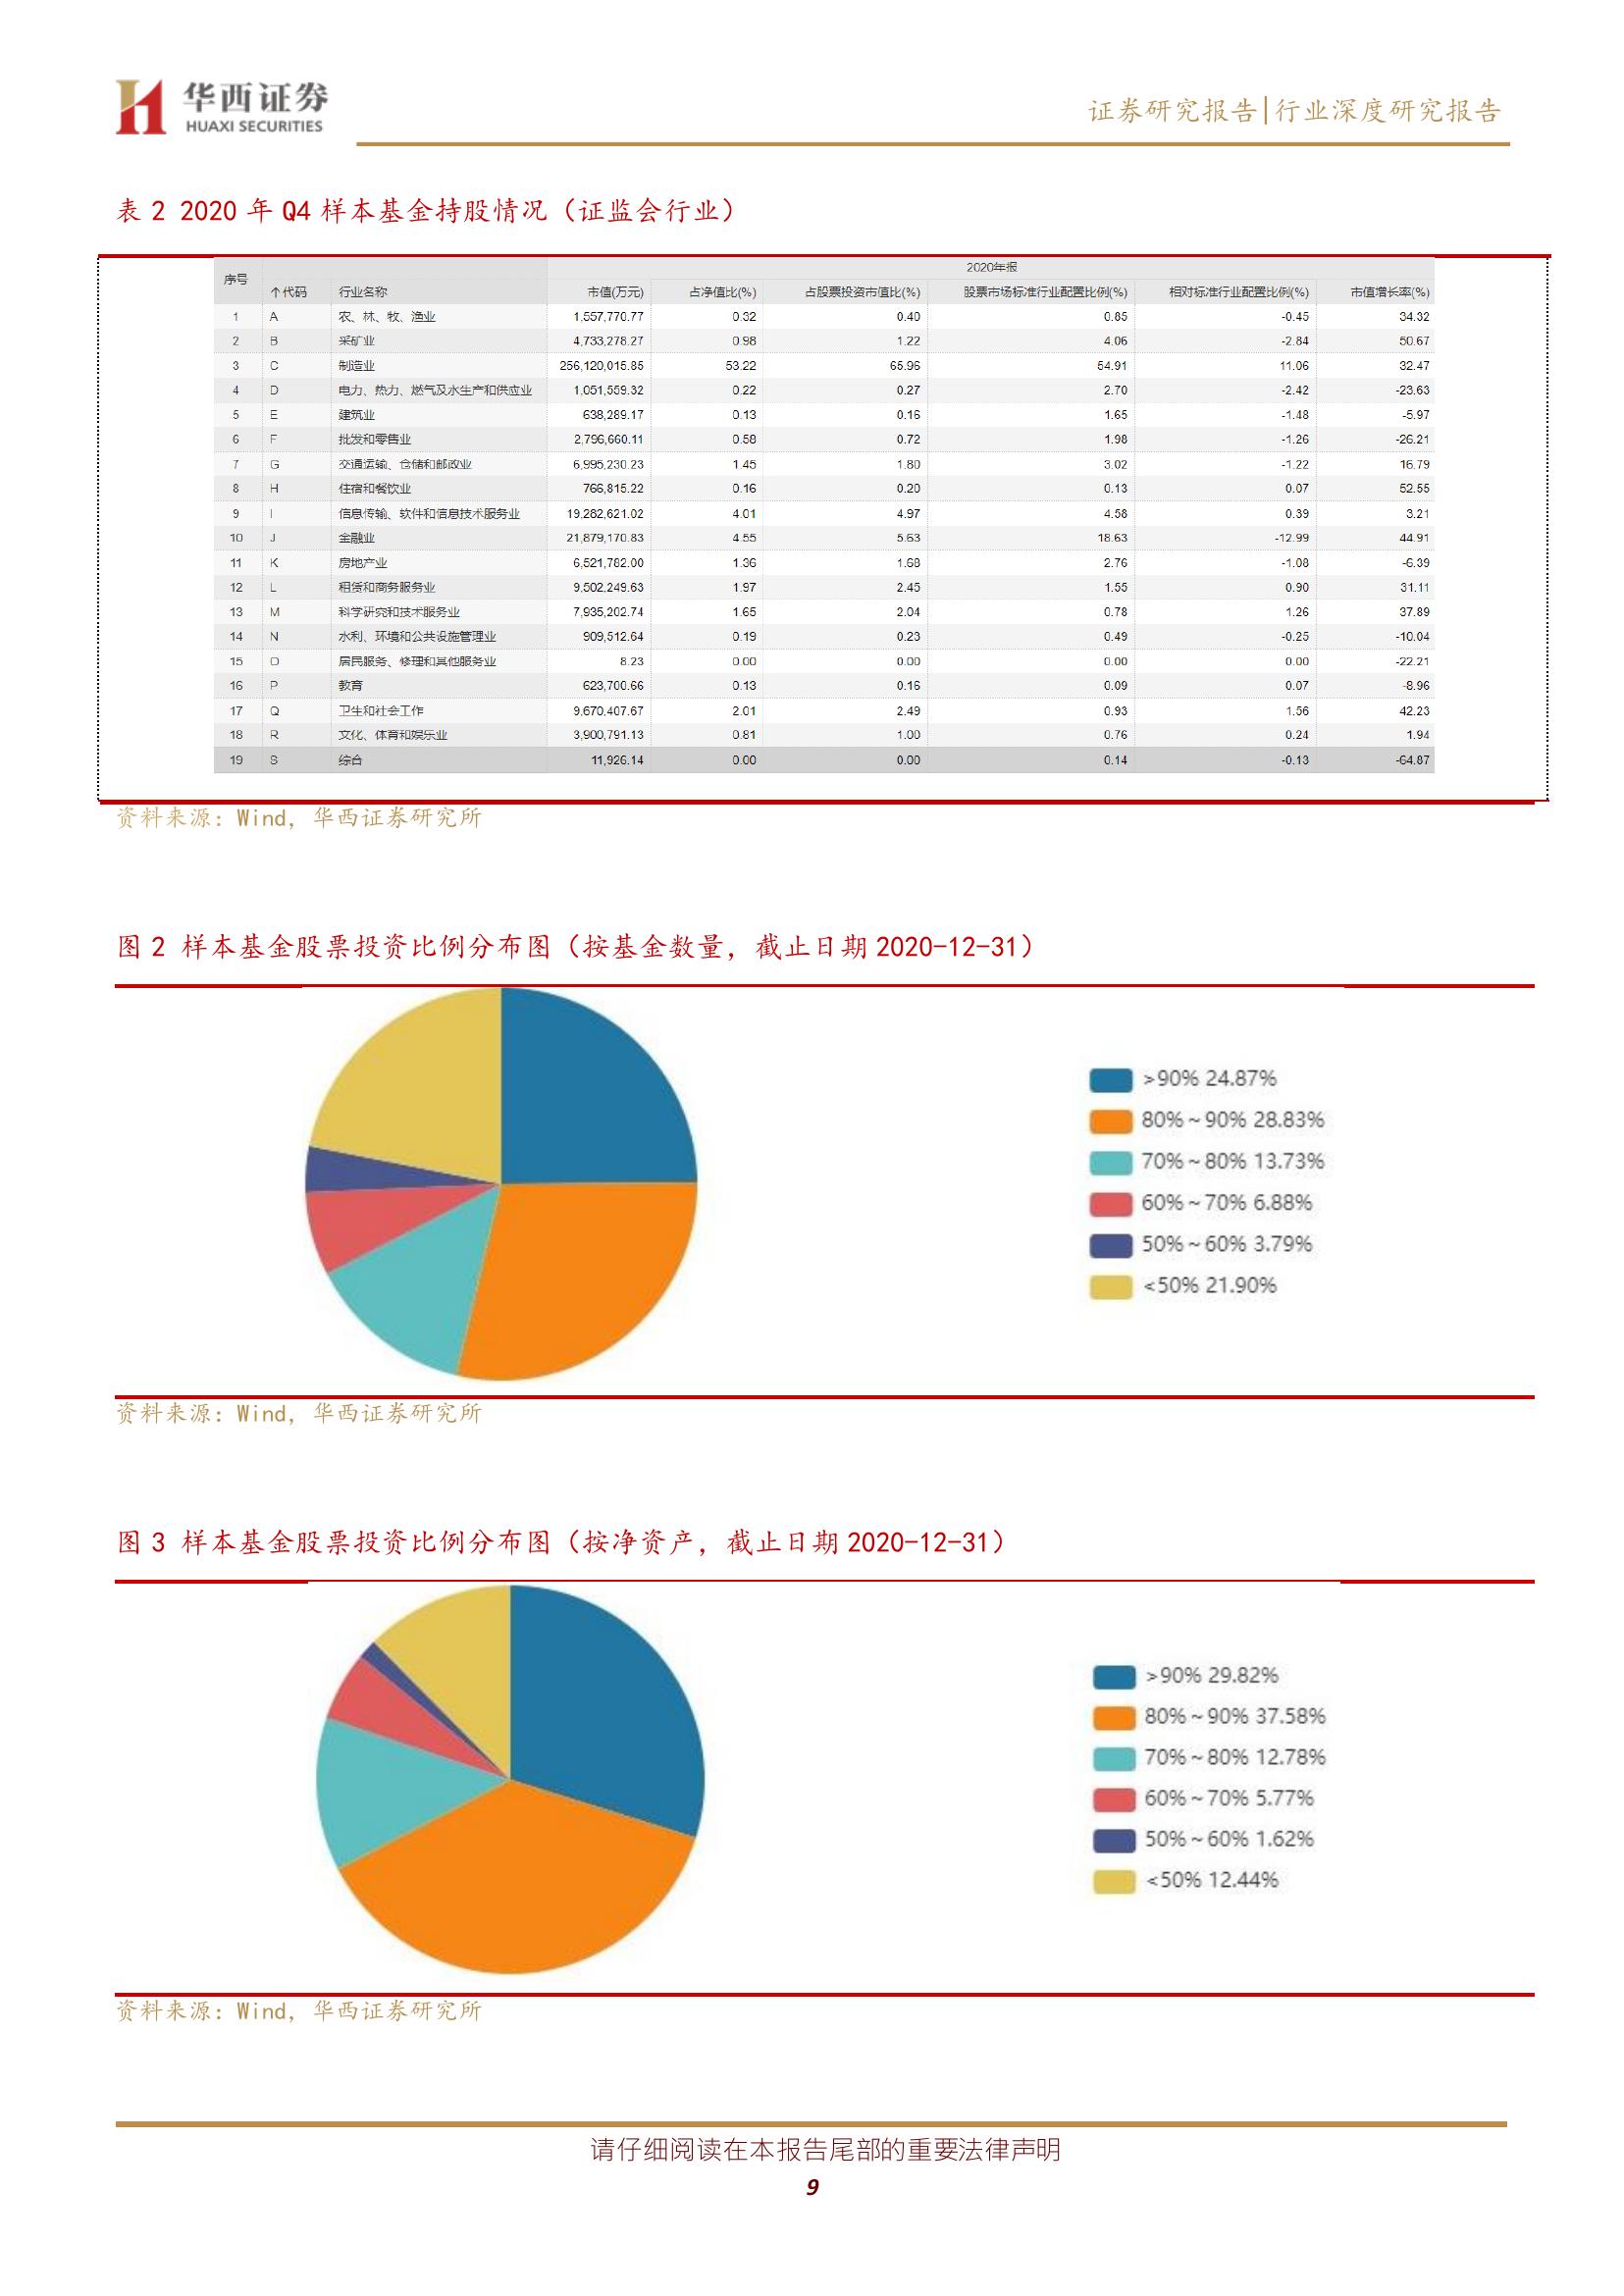 华西证券
HUAXI SECURITIES
证券研究报告|行业深度研究报告
表 2 2020 年 Q4 样本基金持股情况（证监会行业）
2020年报
序号 ↑代码 行业名称 市值(万元) 占净值比(%) 占股票投资市值比(%) 股票市场标准行业配置比例(%) 相对标准行业配置比例(%) 市值增长率(%)
1 A 农、林、牧、渔业 1,557,770.77 0.32 0.40 0.85 -0.45 34.32
2 B 采矿业 4,733,278.27 0.98 1.22 4.06 -2.84 50.67
3 C 制造业 256,120,015.85 53.22 65.96 54.91 11.06 32.47
4 D 电力、热力、燃气及水生产和供应业 1,051,559.32 0.22 0.27 2.70 -2.42 -23.63
5 E 建筑业 638,289.17 0.13 0.16 1.65 -1.48 -5.97
6 F 批发和零售业 2,796,660.11 0.58 0.72 1.98 -1.26 -26.21
7 G 交通运输、仓储和邮政业 6,995,230.23 1.45 1.80 3.02 -1.22 16.79
8 H 住宿和餐饮业 766,815.22 0.16 0.20 0.13 0.07 52.55
9 I 信息传输、软件和信息技术服务业 19,282,621.02 4.01 4.97 4.58 0.39 3.21
10 J 金融业 21,879,170.83 4.55 5.63 18.63 -12.99 44.91
11 K 房地产业 6,521,782.00 1.36 1.68 2.76 -1.08 -6.39
12 L 租赁和商务服务业 9,502,249.63 1.97 2.45 1.55 0.90 31.11
13 M 科学研究和技术服务业 7,935,202.74 1.65 2.04 0.78 1.26 37.89
14 N 水利、环境和公共设施管理业 909,512.64 0.19 0.23 0.49 -0.25 -10.04
15 O 居民服务、修理和其他服务业 8.23 0.00 0.00 0.00 0.00 -22.21
16 P 教育 623,700.66 0.13 0.16 0.09 0.07 -8.96
17 Q 卫生和社会工作 9,670,407.67 2.01 2.49 0.93 1.56 42.23
18 R 文化、体育和娱乐业 3,900,791.13 0.81 1.00 0.76 0.24 1.94
19 S 综合 11,926.14 0.00 0.00 0.14 -0.13 -64.87
资料来源：Wind，华西证券研究所
图 2 样本基金股票投资比例分布图（按基金数量，截止日期 2020-12-31）
>90% 24.87%
80%~90% 28.83%
70%~80% 13.73%
60%~70% 6.88%
50%~60% 3.79%
<50% 21.90%
资料来源：Wind，华西证券研究所
图 3 样本基金股票投资比例分布图（按净资产，截止日期 2020-12-31）
>90% 29.82%
80%~90% 37.58%
70%~80% 12.78%
60%~70% 5.77%
50%~60% 1.62%
<50% 12.44%
资料来源：Wind，华西证券研究所
请仔细阅读在本报告尾部的重要法律声明
9